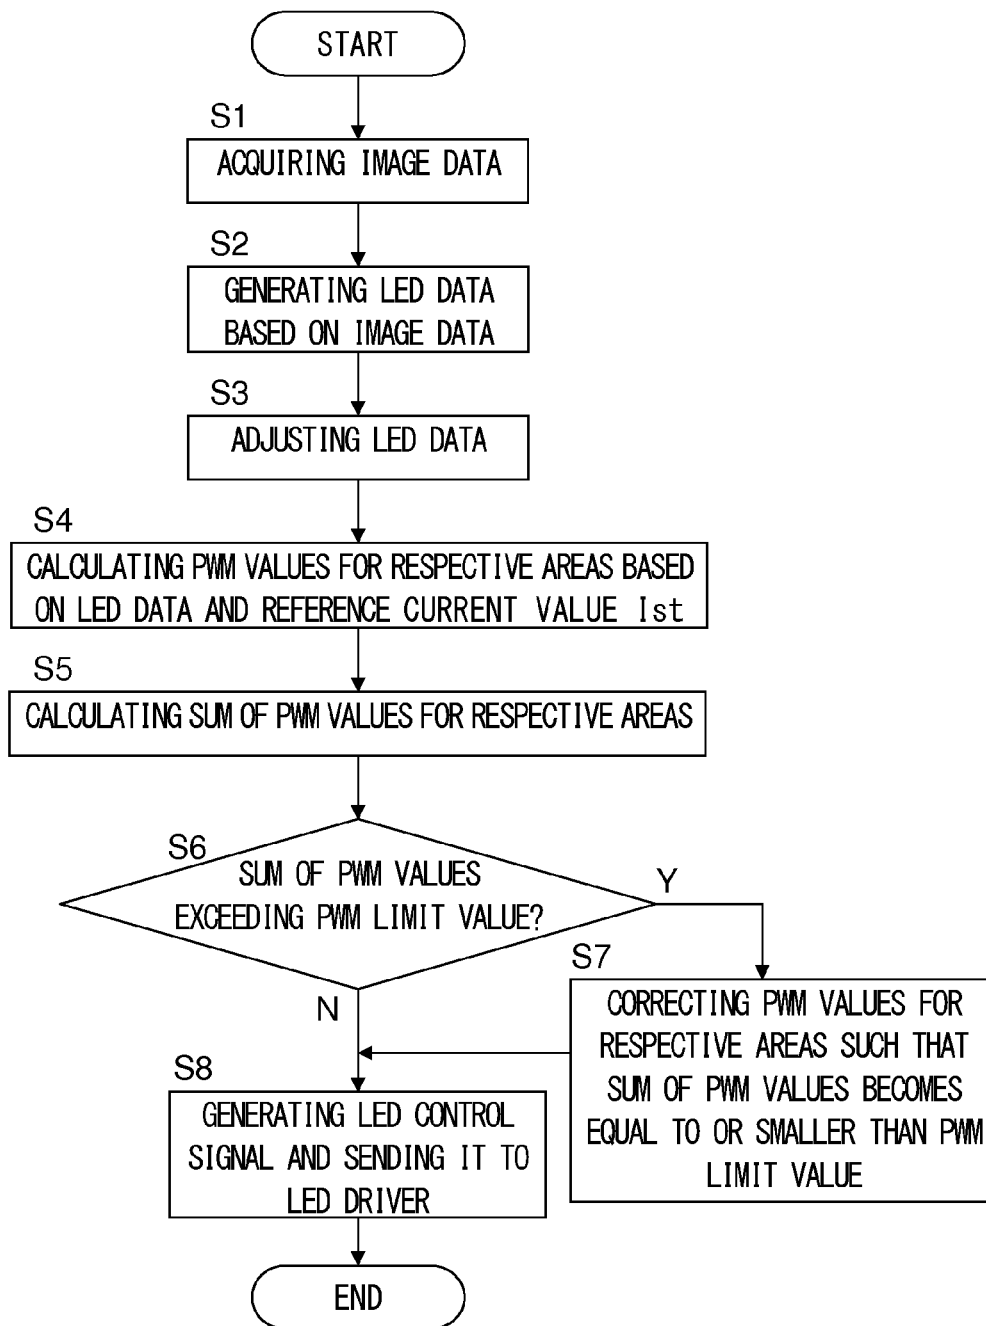 START
S1
ACQUIRING IMAGE DATA
S2
GENERATING LED DATA
BASED ON IMAGE DATA
S3
ADJUSTING LED DATA
S4
CALCULATING PWM VALUES FOR RESPECTIVE AREAS BASED
ON LED DATA AND REFERENCE CURRENT VALUE Ist
S5
CALCULATING SUM OF PWM VALUES FOR RESPECTIVE AREAS
S6
SUM OF PWM VALUES
EXCEEDING PWM LIMIT VALUE?
Y
N
S7
CORRECTING PWM VALUES FOR
RESPECTIVE AREAS SUCH THAT
SUM OF PWM VALUES BECOMES
EQUAL TO OR SMALLER THAN PWM
LIMIT VALUE
S8
GENERATING LED CONTROL
SIGNAL AND SENDING IT TO
LED DRIVER
END